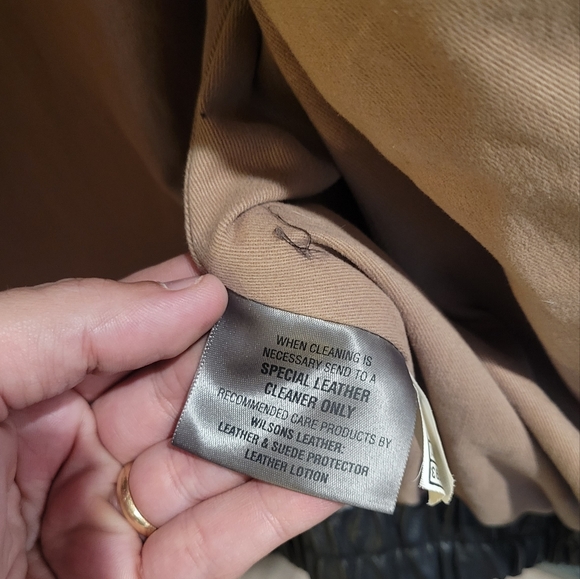 WHEN CLEANING IS
NECESSARY SEND TO A
SPECIAL LEATHER
CLEANER ONLY
RECOMMENDED CARE PRODUCTS BY
WILSONS LEATHER:
LEATHER & SUEDE PROTECTOR
LEATHER LOTION